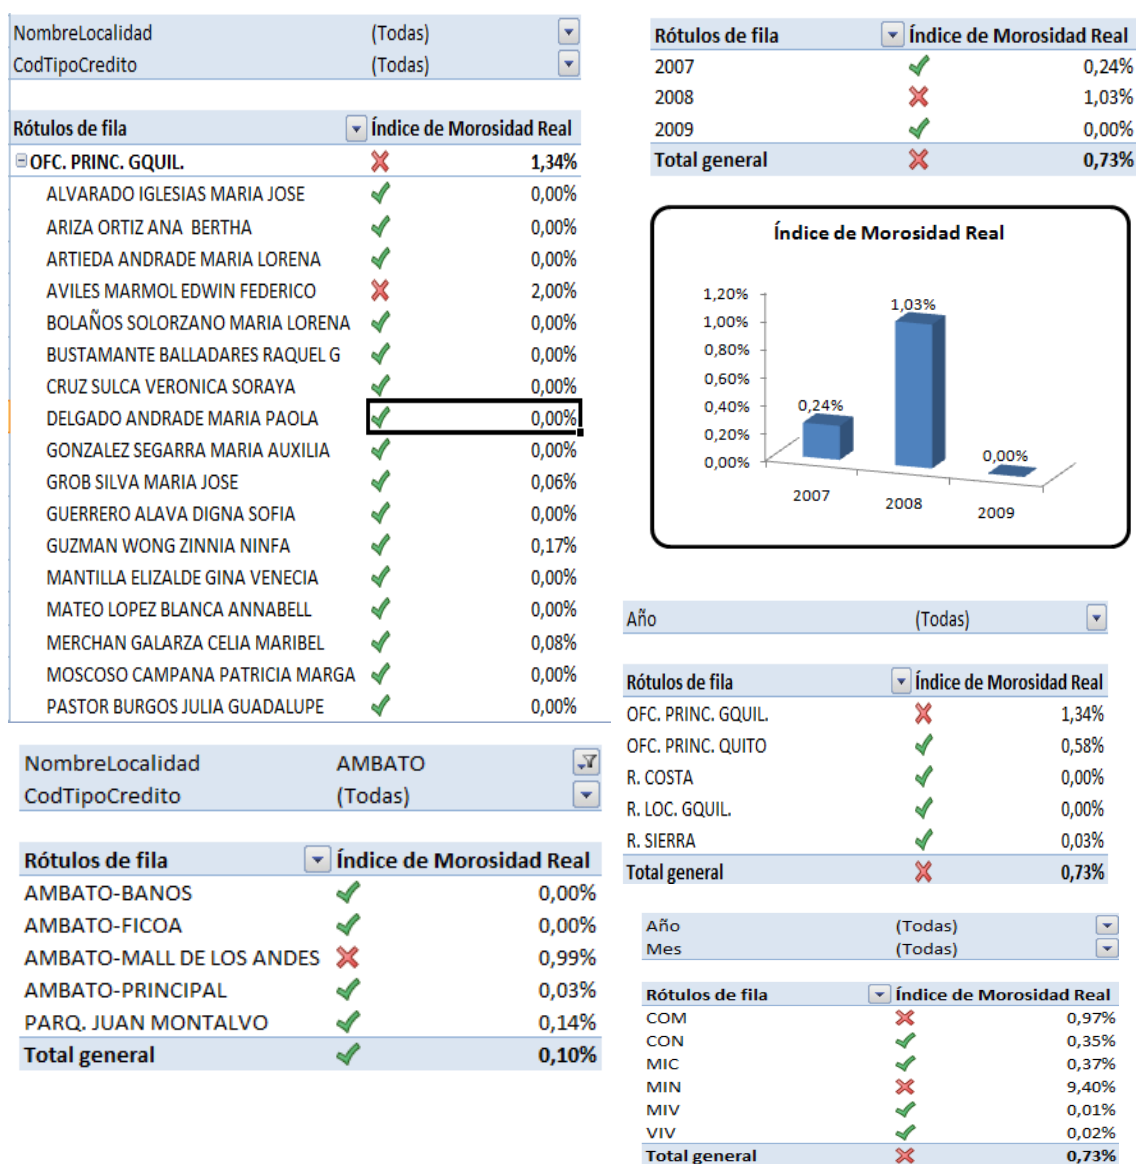 NombreLocalidad (Todas)
CodTipoCredito (Todas)
Rótulos de fila Índice de Morosidad Real
OFC. PRINC. GQUIL. 1,34%
ALVARADO IGLESIAS MARIA JOSE 0,00%
ARIZA ORTIZ ANA BERTHA 0,00%
ARTIEDA ANDRADE MARIA LORENA 0,00%
AVILES MARMOL EDWIN FEDERICO 2,00%
BOLAÑOS SOLORZANO MARIA LORENA 0,00%
BUSTAMANTE BALLADARES RAQUEL G 0,00%
CRUZ SULCA VERONICA SORAYA 0,00%
DELGADO ANDRADE MARIA PAOLA 0,00%
GONZALEZ SEGARRA MARIA AUXILIA 0,00%
GROB SILVA MARIA JOSE 0,06%
GUERRERO ALAVA DIGNA SOFIA 0,00%
GUZMAN WONG ZINNIA NINFA 0,17%
MANTILLA ELIZALDE GINA VENECIA 0,00%
MATEO LOPEZ BLANCA ANNABELL 0,00%
MERCHAN GALARZA CELIA MARIBEL 0,08%
MOSCOSO CAMPANA PATRICIA MARGA 0,00%
PASTOR BURGOS JULIA GUADALUPE 0,00%
NombreLocalidad AMBATO
CodTipoCredito (Todas)
Rótulos de fila Índice de Morosidad Real
AMBATO-BANOS 0,00%
AMBATO-FICOA 0,00%
AMBATO-MALL DE LOS ANDES 0,99%
AMBATO-PRINCIPAL 0,03%
PARQ. JUAN MONTALVO 0,14%
Total general 0,10%
Rótulos de fila Índice de Morosidad Real
2007 0,24%
2008 1,03%
2009 0,00%
Total general 0,73%
Índice de Morosidad Real
1,20%
1,00%
0,80%
0,60%
0,40%
0,20%
0,00%
0,24%
1,03%
0,00%
2007
2008
2009
Año (Todas)
Rótulos de fila Índice de Morosidad Real
OFC. PRINC. GQUIL. 1,34%
OFC. PRINC. QUITO 0,58%
R. COSTA 0,00%
R. LOC. GQUIL. 0,00%
R. SIERRA 0,03%
Total general 0,73%
Año (Todas)
Mes (Todas)
Rótulos de fila Índice de Morosidad Real
COM 0,97%
CON 0,35%
MIC 0,37%
MIN 9,40%
MIV 0,01%
VIV 0,02%
Total general 0,73%